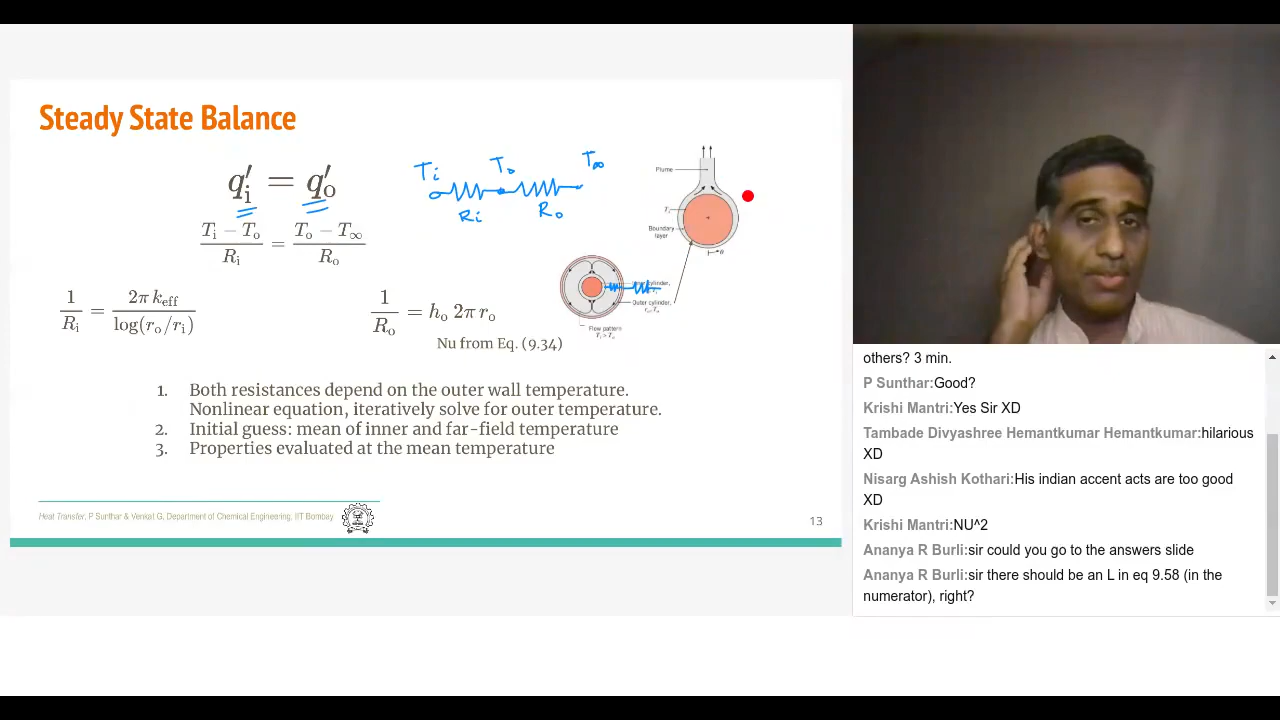 Steady State Balance
q′i = q′o
Ti − To / Ri = To − T∞ / Ro
Ti To T∞
Ri Ro
Plume
Boundary
layer
θ
1/Ri = 2π keff / log(ro/ri)
1/Ro = ho 2π ro
Nu from Eq. (9.34)
Outer cylinder,
Flow pattern
Ti > To
1. Both resistances depend on the outer wall temperature.
Nonlinear equation, iteratively solve for outer temperature.
2. Initial guess: mean of inner and far-field temperature
3. Properties evaluated at the mean temperature
Heat Transfer, P Sunthar & Venkat G, Department of Chemical Engineering, IIT Bombay
13
others? 3 min.
P Sunthar:Good?
Krishi Mantri:Yes Sir XD
Tambade Divyashree Hemantkumar Hemantkumar:hilarious
XD
Nisarg Ashish Kothari:His indian accent acts are too good
XD
Krishi Mantri:NU^2
Ananya R Burli:sir could you go to the answers slide
Ananya R Burli:sir there should be an L in eq 9.58 (in the
numerator), right?